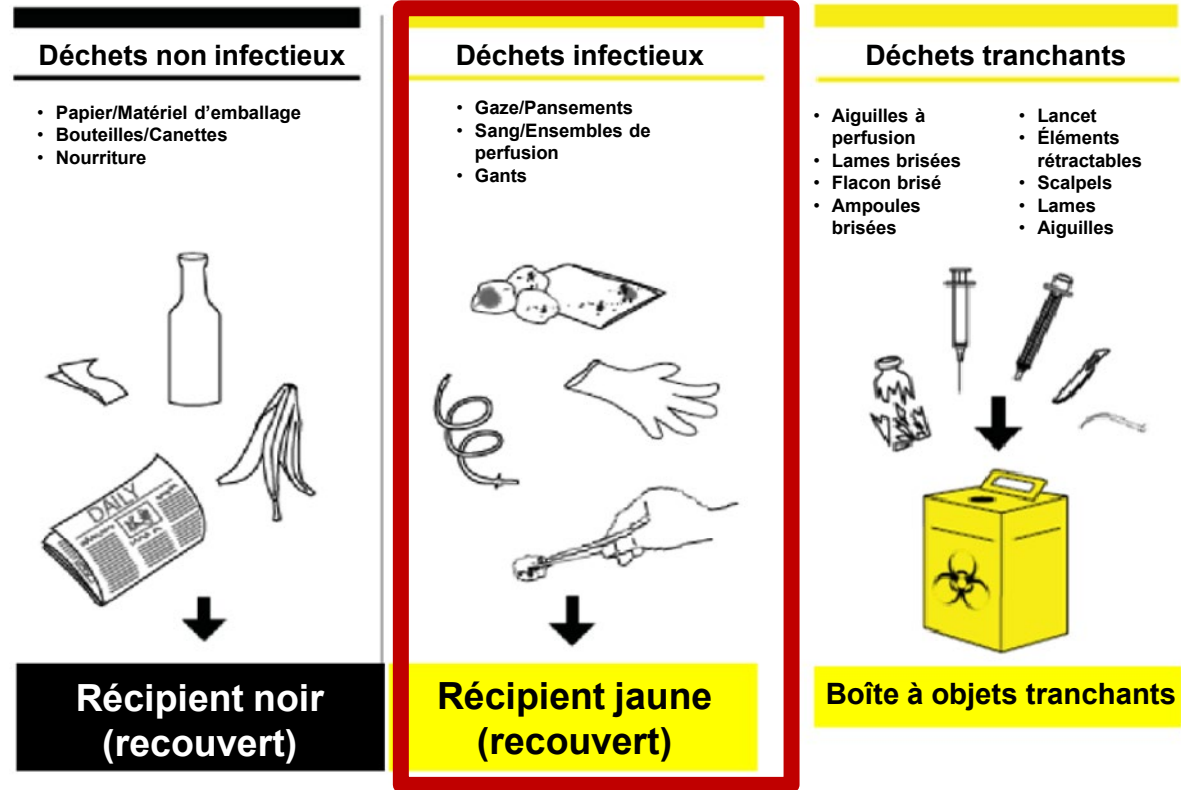 Déchets non infectieux
• Papier/Matériel d’emballage
• Bouteilles/Canettes
• Nourriture
DAILY
Récipient noir
(recouvert)
Déchets infectieux
• Gaze/Pansements
• Sang/Ensembles de
perfusion
• Gants
Récipient jaune
(recouvert)
Déchets tranchants
• Aiguilles à
perfusion
• Lames brisées
• Flacon brisé
• Ampoules
brisées
• Lancet
• Éléments
rétractables
• Scalpels
• Lames
• Aiguilles
Boîte à objets tranchants